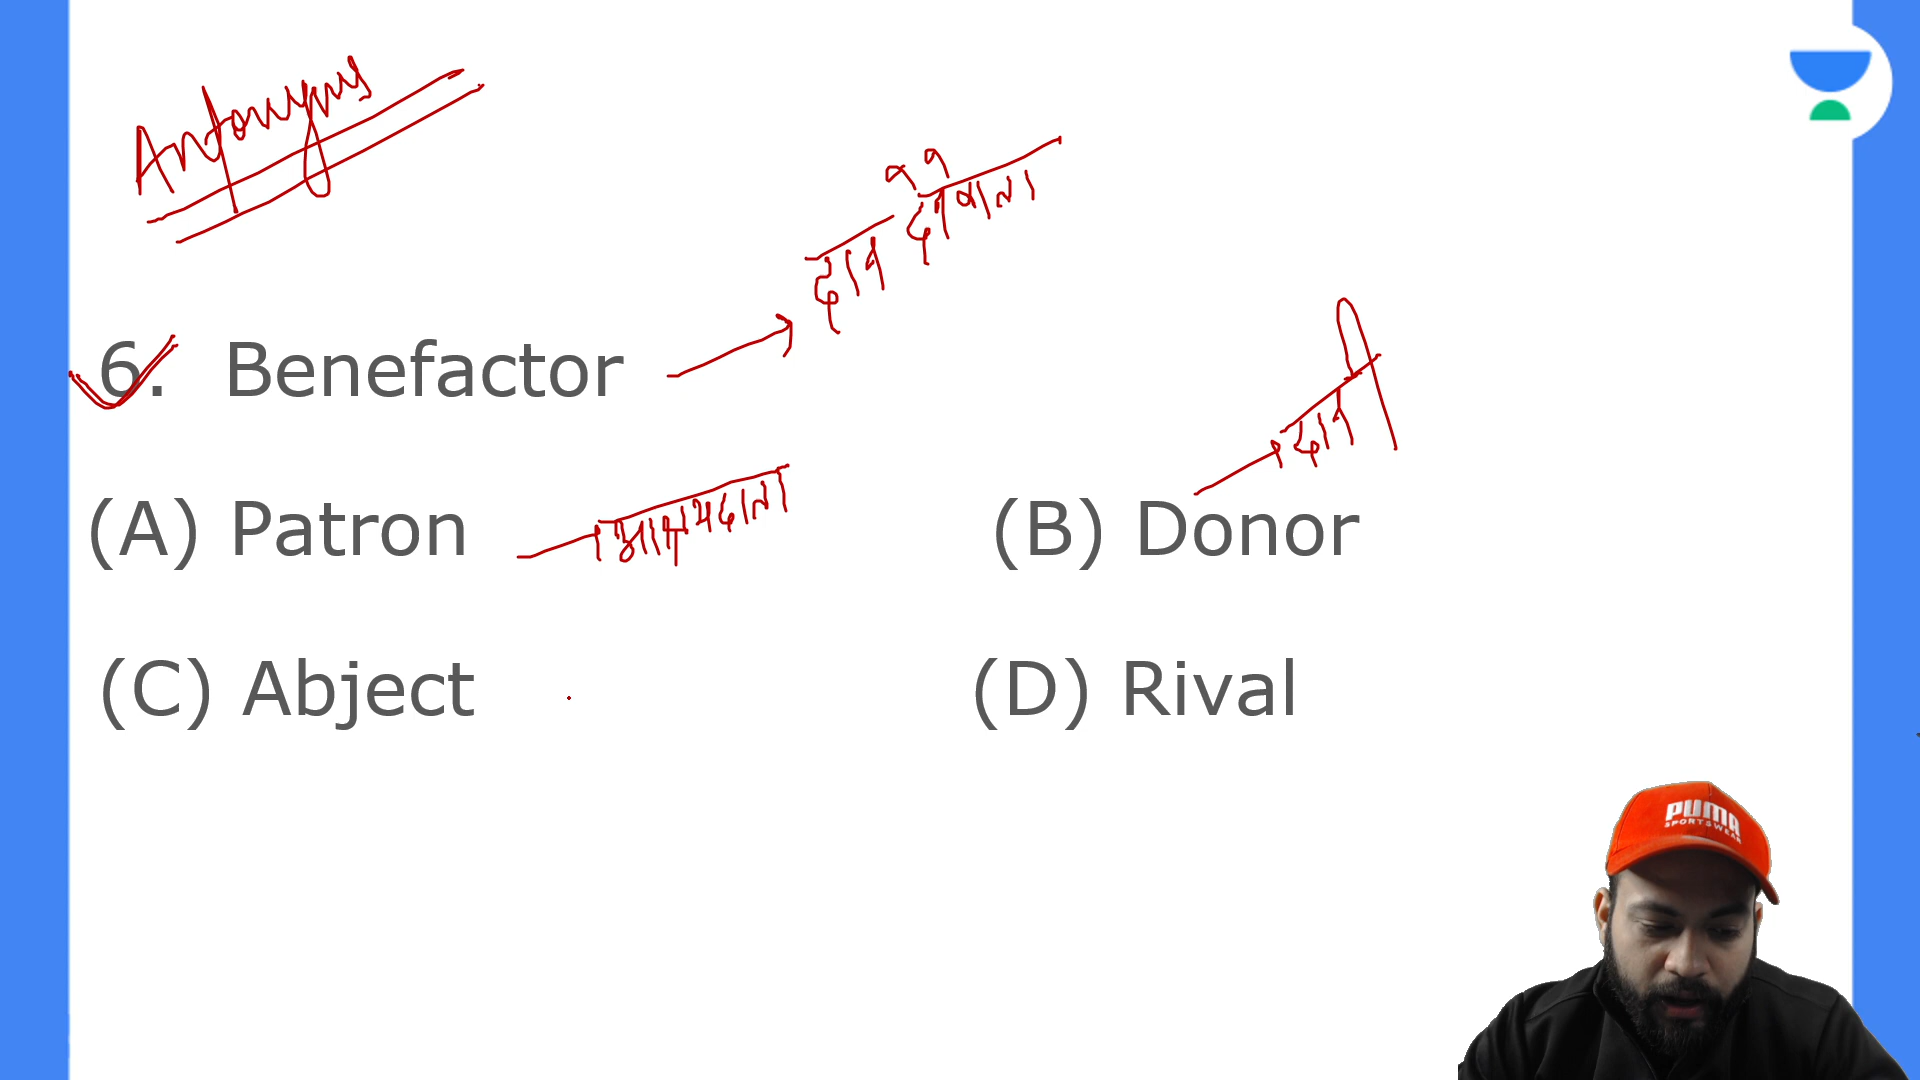 Antonyms
दान देने वाला
6. Benefactor
दानी
(A) Patron
आश्रयदाता
(B) Donor
(C) Abject
(D) Rival
PUMA
SPORTSWEAR